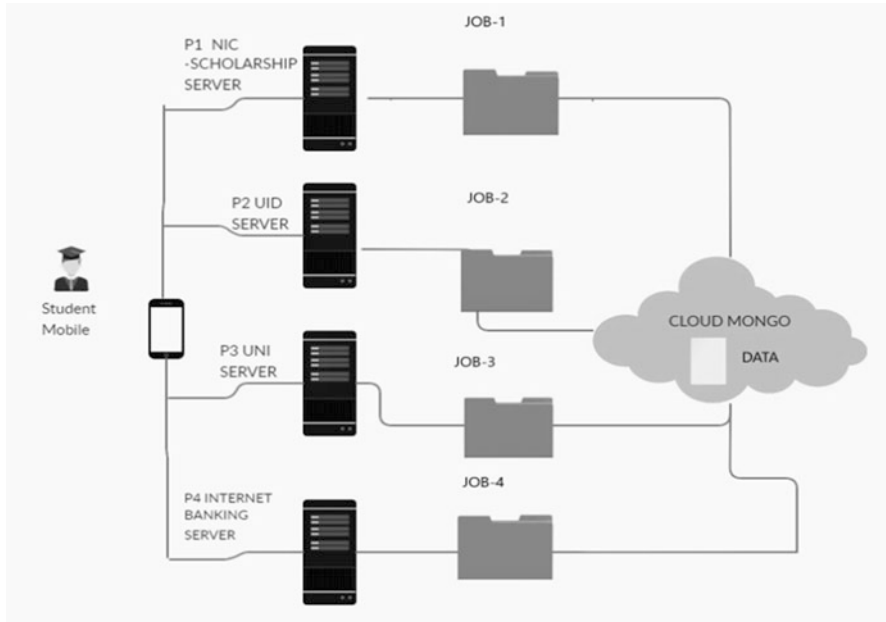 JOB-1
P1 NIC
-SCHOLARSHIP
SERVER
JOB-2
P2 UID
SERVER
Student
Mobile
CLOUD MONGO
DATA
P3 UNI
SERVER
JOB-3
JOB-4
P4 INTERNET
BANKING
SERVER